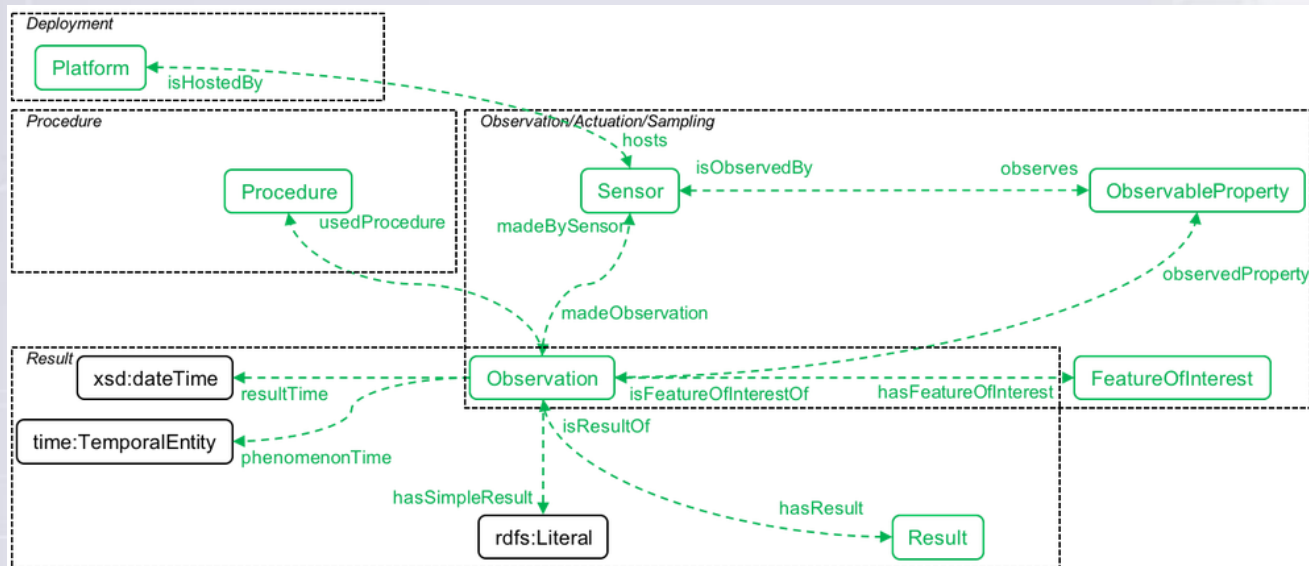 Deployment
Platform
isHostedBy
Procedure
Observation/Actuation/Sampling
hosts
isObservedBy
observes
Procedure
Sensor
ObservableProperty
usedProcedure
madeBySensor
observedProperty
madeObservation
Result
xsd:dateTime
Observation
FeatureOfInterest
resultTime
isFeatureOfInterestOf
hasFeatureOfInterest
time:TemporalEntity
isResultOf
phenomenonTime
hasSimpleResult
hasResult
rdfs:Literal
Result